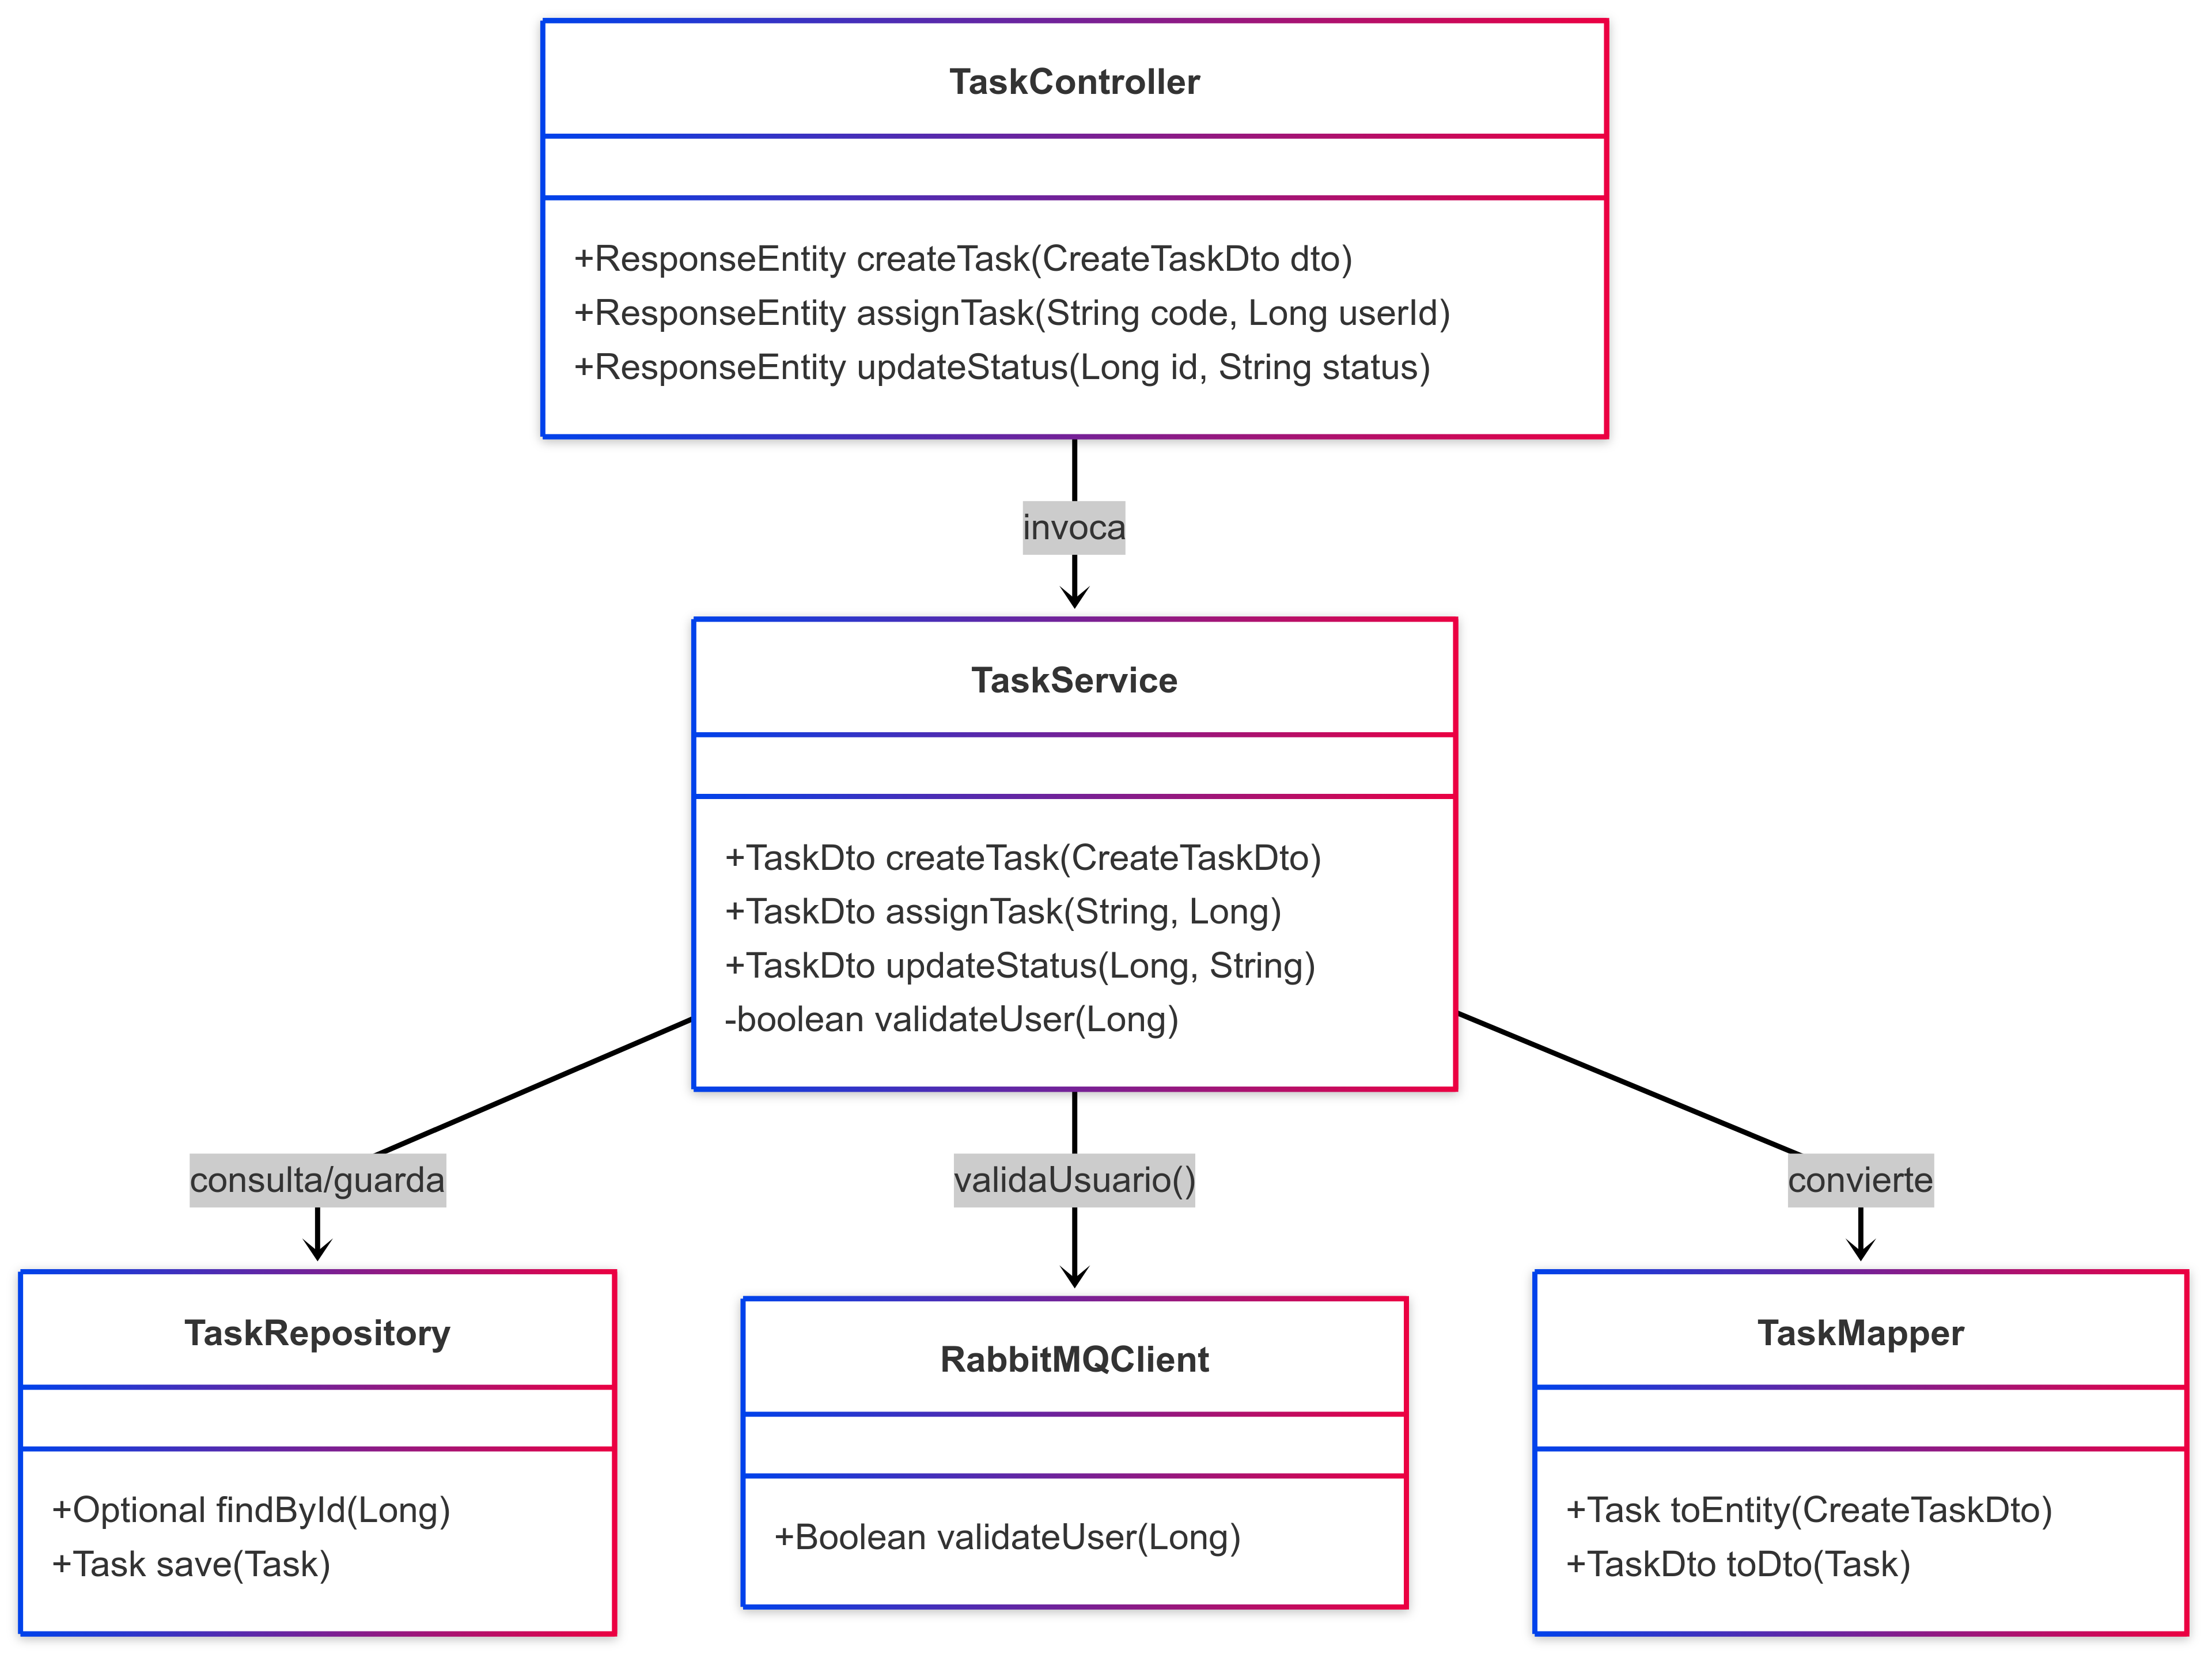 TaskController
+ResponseEntity createTask(CreateTaskDto dto)
+ResponseEntity assignTask(String code, Long userId)
+ResponseEntity updateStatus(Long id, String status)
invoca
TaskService
+TaskDto createTask(CreateTaskDto)
+TaskDto assignTask(String, Long)
+TaskDto updateStatus(Long, String)
-boolean validateUser(Long)
consulta/guarda
validaUsuario()
convierte
TaskRepository
+Optional findById(Long)
+Task save(Task)
RabbitMQClient
+Boolean validateUser(Long)
TaskMapper
+Task toEntity(CreateTaskDto)
+TaskDto toDto(Task)